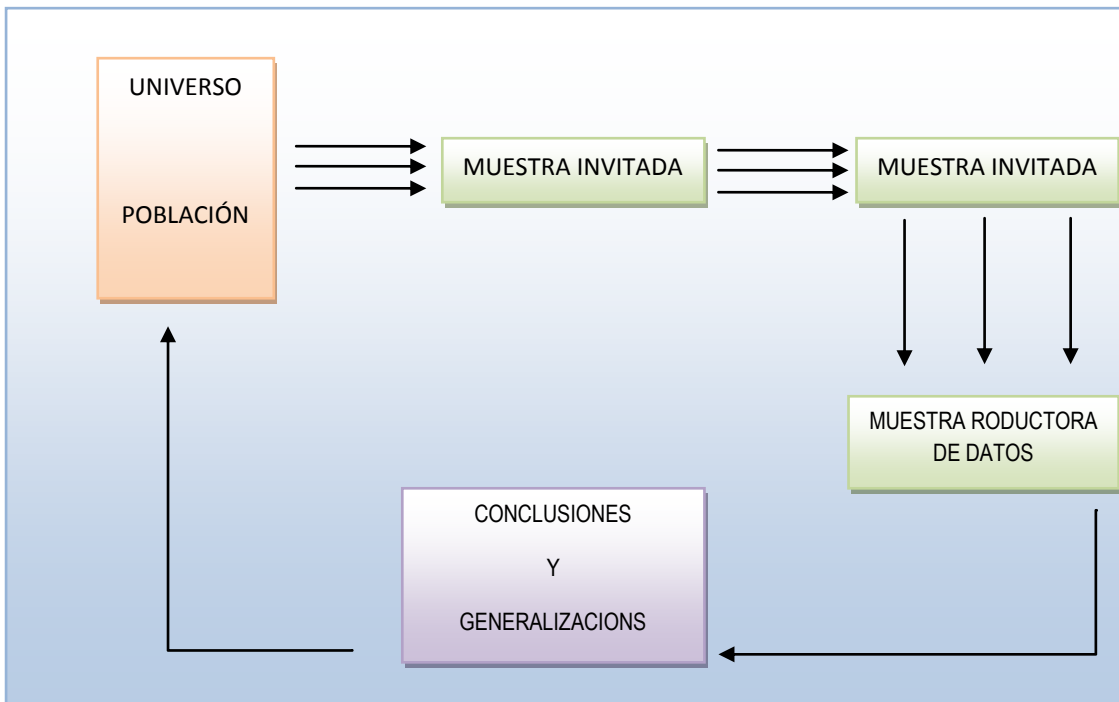 UNIVERSO
POBLACIÓN
MUESTRA INVITADA
MUESTRA INVITADA
MUESTRA RODUCTORA
DE DATOS
CONCLUSIONES
Y
GENERALIZACIONS